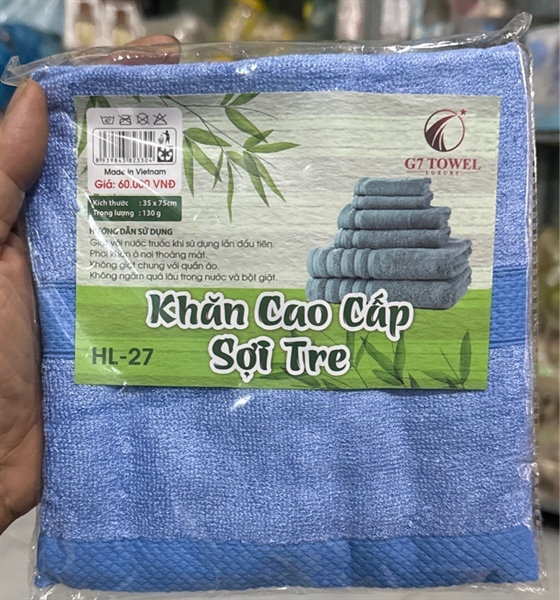 G7 TOWEL
LUXURY
Made in Vietnam
Giá: 60.000 VNĐ
Kích thước : 35 x 75cm
Trọng lượng : 130 g
HƯỚNG DẪN SỬ DỤNG
Giặt với nước trước khi sử dụng lần đầu tiên.
Phơi khăn ở nơi thoáng mát.
Không giặt chung với quần áo.
Không ngâm quá lâu trong nước và bột giặt.
Khăn Cao Cấp
Sợi Tre
HL-27